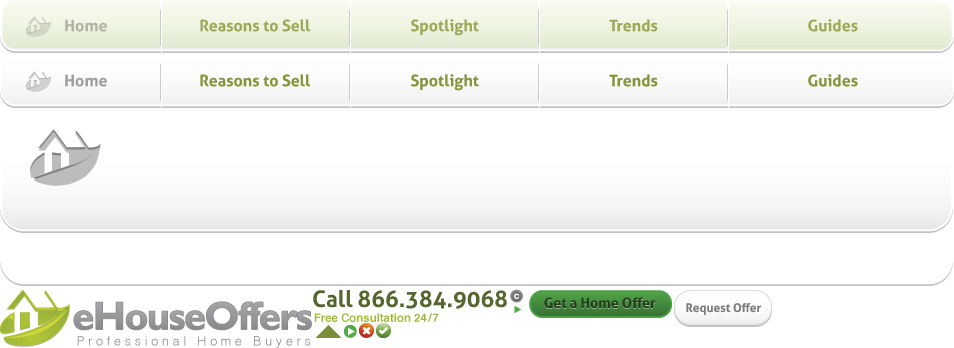 Home Reasons to Sell Spotlight Trends Guides
Home Reasons to Sell Spotlight Trends Guides
eHouseOffers
Professional Home Buyers
Call 866.384.9068 C
Free Consultation 24/7
Get a Home Offer
Request Offer